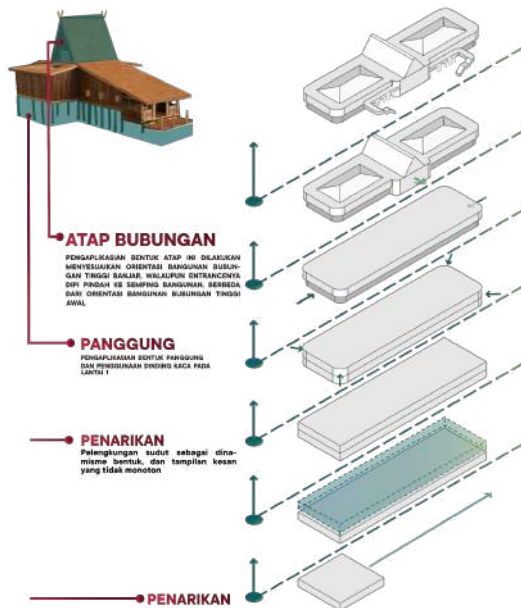 ATAP BUBUNGAN
PENGAPLIKASIAN BENTUK ATAP INI DILAKUKAN
MENYESUAIKAN ORIENTASI BANGUNAN BUBUN-
GAN TINGGI BANJAR, WALAUPUN ENTRANCENYA
DIPI PINDAH KE SEMPING BANGUNAN, BERBEDA
DARI ORIENTASI BANGUNAN BUBUNGAN TINGGI
AWAL
PANGGUNG
PENGAPLIKASIAN BENTUK PANGGUNG
DAN PENGGUNAAN DINDING KACA PADA
LANTAI 1
PENARIKAN
Pelengkungan sudut sebagai dina-
misme bentuk, dan tampilan kesan
yang tidak monoton
PENARIKAN